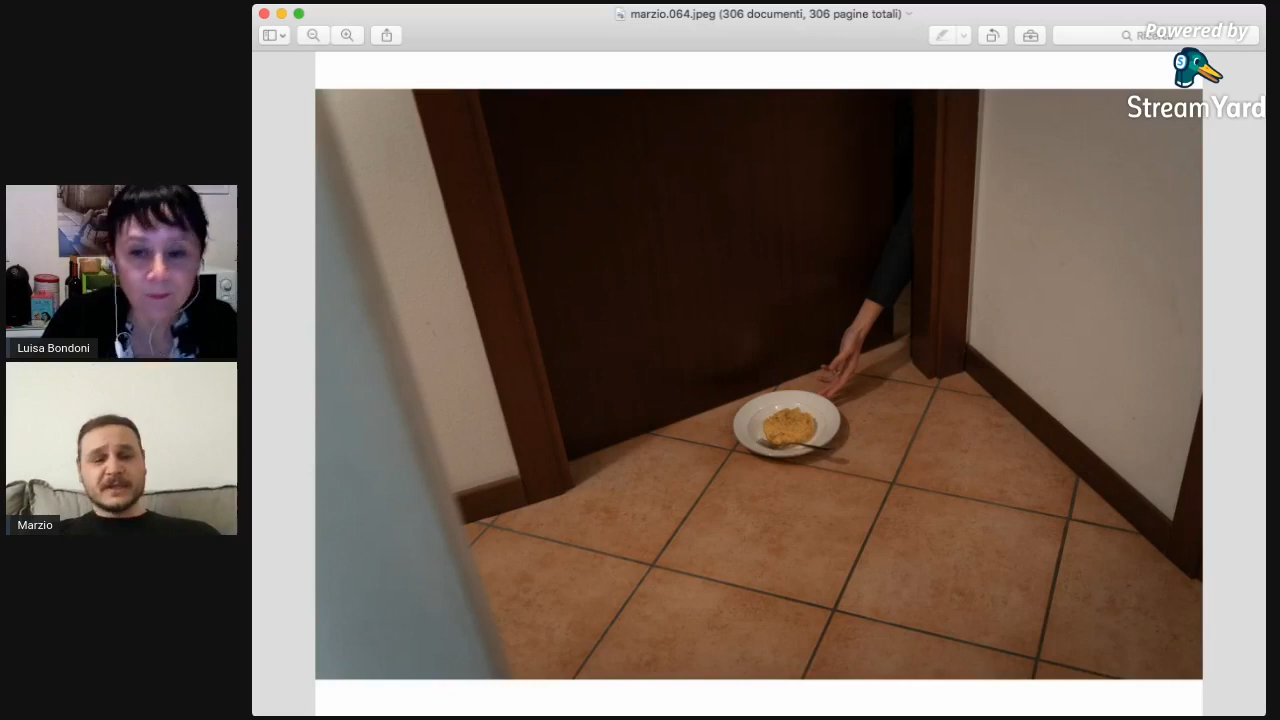 marzio.064.jpeg (306 documenti, 306 pagine totali)
Powered by
StreamYard
Luisa Bondoni
Marzio